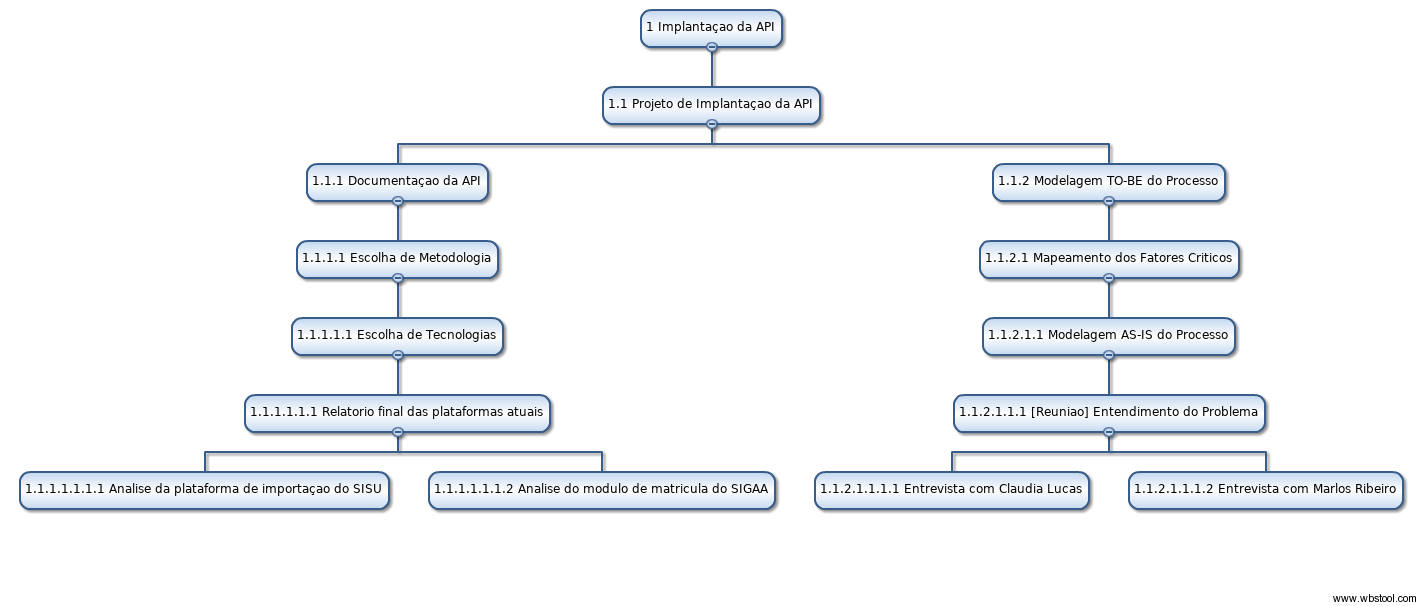 1 Implantaçao da API
1.1 Projeto de Implantaçao da API
1.1.1 Documentaçao da API
1.1.2 Modelagem TO-BE do Processo
1.1.1.1 Escolha de Metodologia
1.1.2.1 Mapeamento dos Fatores Criticos
1.1.1.1.1 Escolha de Tecnologias
1.1.2.1.1 Modelagem AS-IS do Processo
1.1.1.1.1.1 Relatorio final das plataformas atuais
1.1.2.1.1.1 [Reuniao] Entendimento do Problema
1.1.1.1.1.1.1 Analise da plataforma de importaçao do SISU
1.1.1.1.1.1.2 Analise do modulo de matricula do SIGAA
1.1.2.1.1.1.1 Entrevista com Claudia Lucas
1.1.2.1.1.1.2 Entrevista com Marlos Ribeiro
www.wbstool.com